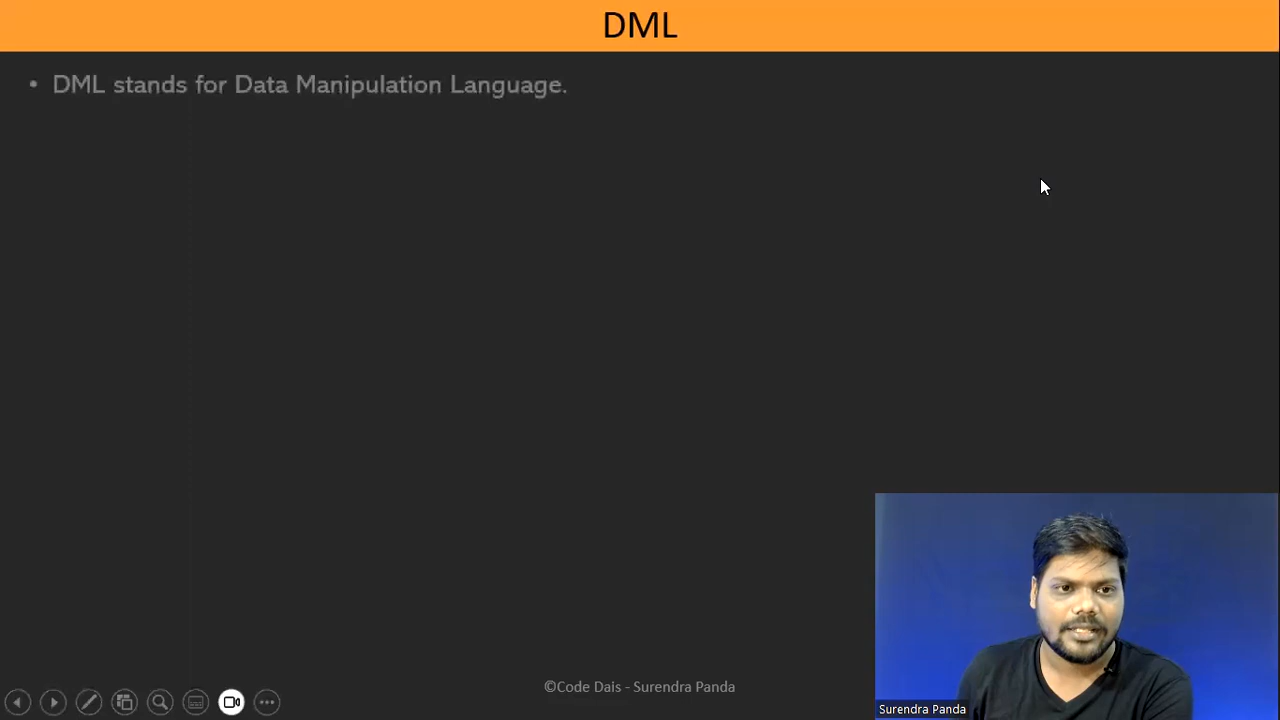 DML
• DML stands for Data Manipulation Language.
©Code Dais - Surendra Panda
Surendra Panda